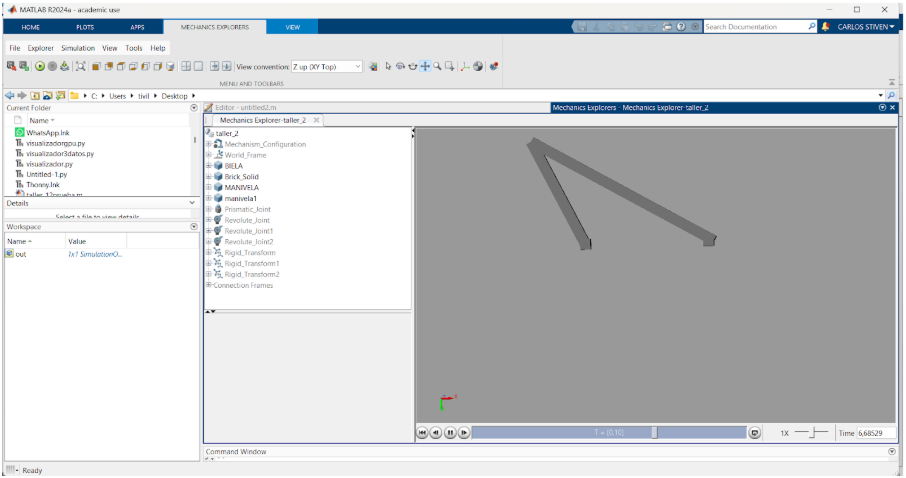 MATLAB R2024a - academic use
HOME PLOTS APPS MECHANICS EXPLORERS VIEW Search Documentation CARLOS STIVEN
File Explorer Simulation View Tools Help
View convention: Z up (XY Top)
MENU AND TOOLBARS
C: Users tivil Desktop
Current Folder
Name
WhatsApp.lnk
visualizadorgpu.py
visualizador3datos.py
visualizador.py
Untitled-1.py
Thonny.lnk
taller_12prueba.m
Details
Select a file to view details
Workspace
Name Value
out 1x1 SimulationO...
Editor - untitled2.m Mechanics Explorers - Mechanics Explorer-taller_2
Mechanics Explorer-taller_2
taller_2
Mechanism_Configuration
World_Frame
BIELA
Brick_Solid
MANIVELA
manivela1
Prismatic_Joint
Revolute_Joint
Revolute_Joint1
Revolute_Joint2
Rigid_Transform
Rigid_Transform1
Rigid_Transform2
Connection Frames
T = [0,10] 1X Time 6,68529
Command Window
Ready